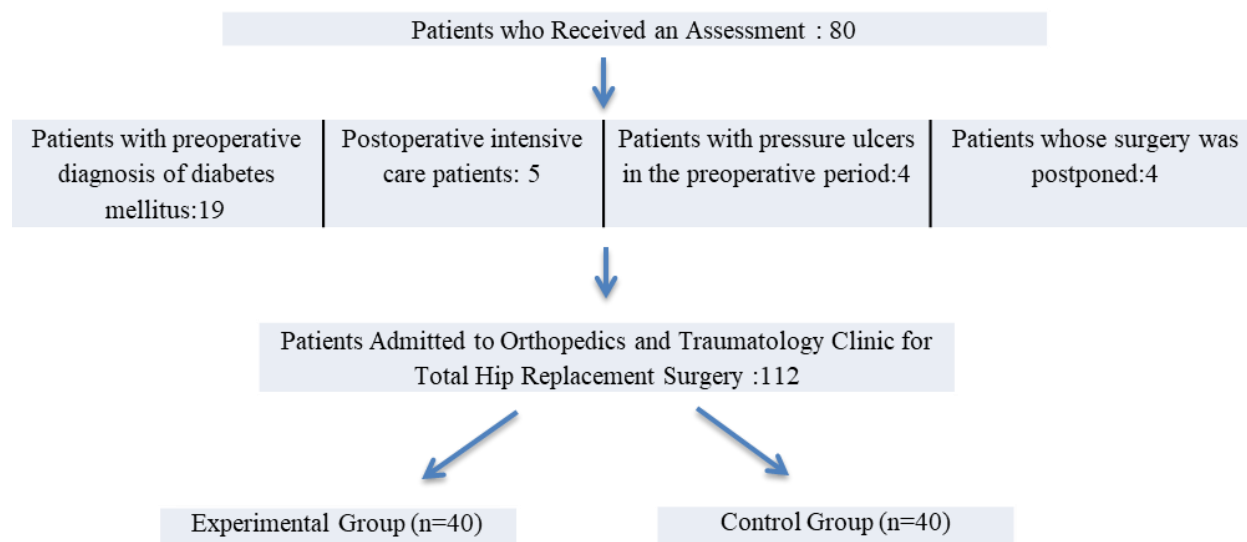 Patients who Received an Assessment : 80
Patients with preoperative
diagnosis of diabetes
mellitus:19
Postoperative intensive
care patients: 5
Patients with pressure ulcers
in the preoperative period:4
Patients whose surgery was
postponed:4
Patients Admitted to Orthopedics and Traumatology Clinic for
Total Hip Replacement Surgery :112
Experimental Group (n=40)
Control Group (n=40)